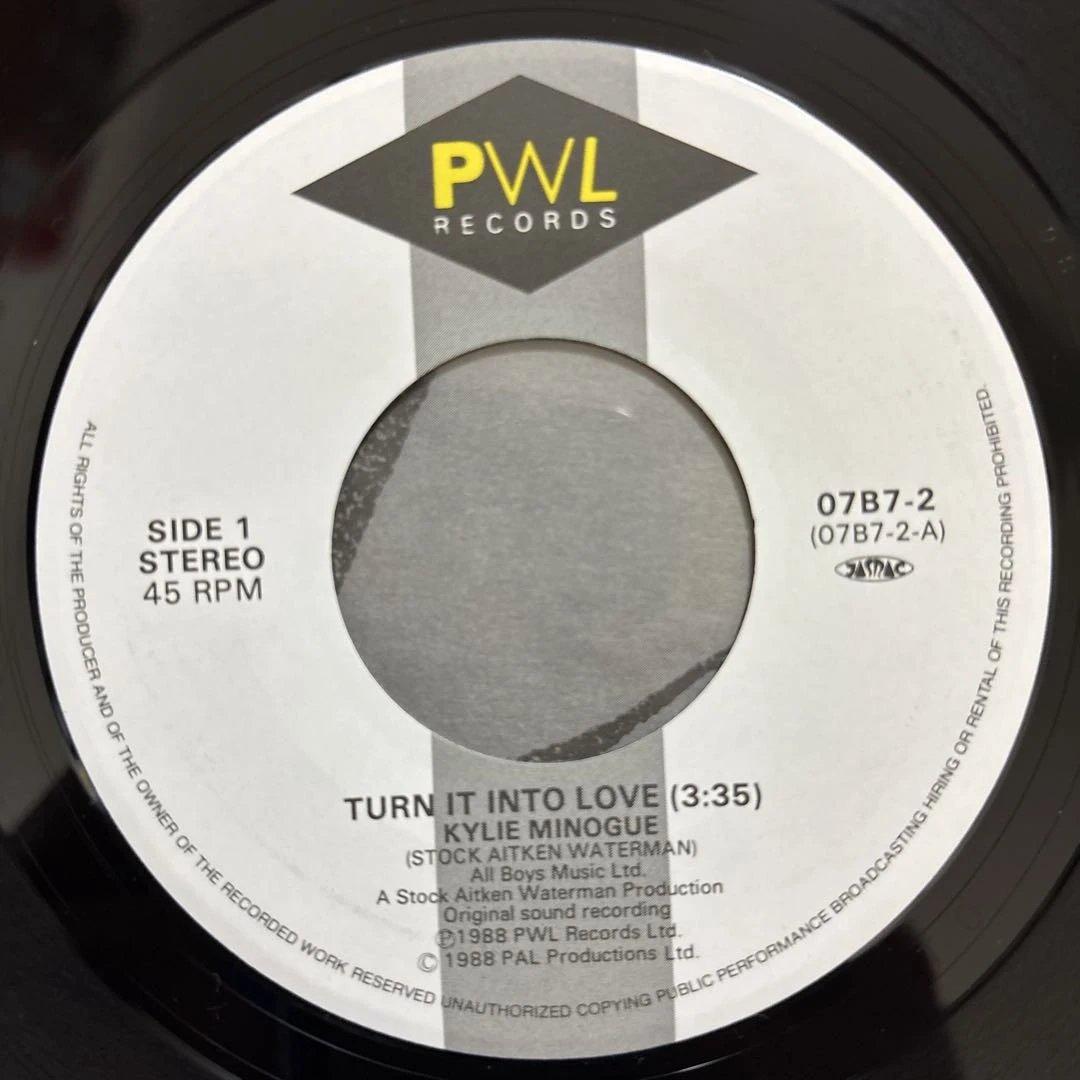 PWL
RECORDS
SIDE 1
STEREO
45 RPM
07B7-2
(07B7-2-A)
JASRAC
TURN IT INTO LOVE (3:35)
KYLIE MINOGUE
(STOCK AITKEN WATERMAN)
All Boys Music Ltd.
A Stock Aitken Waterman Production
Original sound recording
Ⓟ1988 PWL Records Ltd.
© 1988 PAL Productions Ltd.
ALL RIGHTS OF THE PRODUCER AND OF THE OWNER OF THE RECORDED WORK RESERVED UNAUTHORIZED COPYING PUBLIC PERFORMANCE BROADCASTING HIRING OR RENTAL OF THIS RECORDING PROHIBITED.